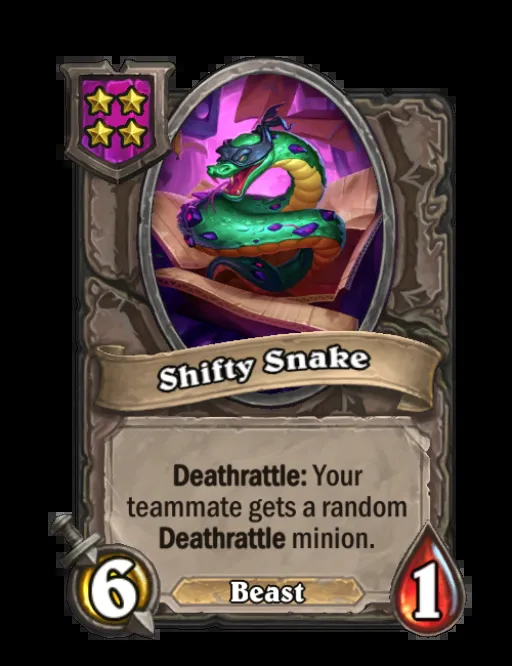 Shifty Snake
Deathrattle: Your
teammate gets a random
Deathrattle minion.
6
Beast
1